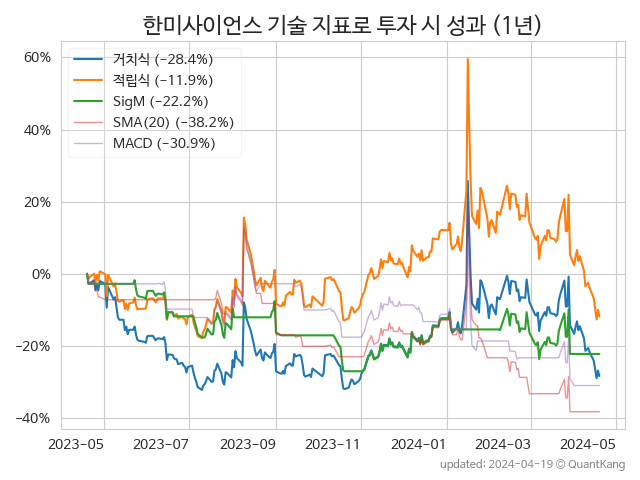 한미사이언스 기술 지표로 투자 시 성과 (1년)
거치식 (−28.4%)
적립식 (−11.9%)
SigM (−22.2%)
SMA(20) (−38.2%)
MACD (−30.9%)
60%
40%
20%
0%
−20%
−40%
2023-05 2023-07 2023-09 2023-11 2024-01 2024-03 2024-05
updated: 2024-04-19 © QuantKang